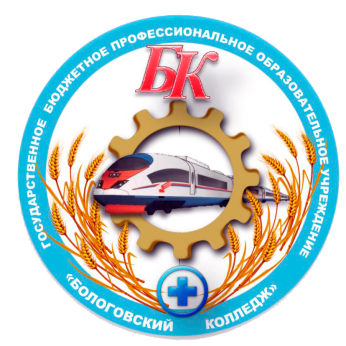 ГОСУДАРСТВЕННОЕ БЮДЖЕТНОЕ ПРОФЕССИОНАЛЬНОЕ ОБРАЗОВАТЕЛЬНОЕ УЧРЕЖДЕНИЕ
БК
«БОЛОГОВСКИЙ КОЛЛЕДЖ»